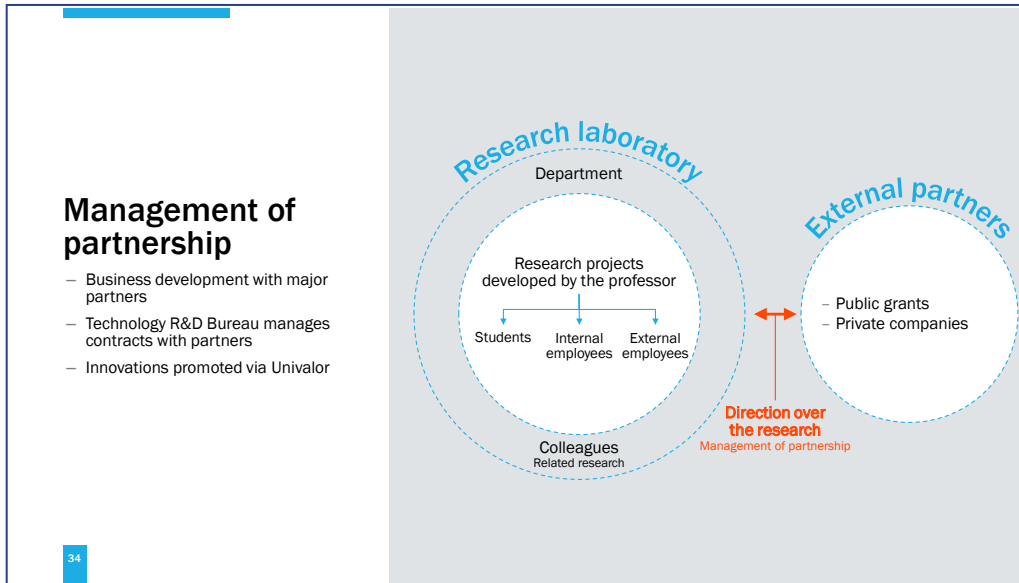 Management of
partnership
– Business development with major
partners
– Technology R&D Bureau manages
contracts with partners
– Innovations promoted via Univalor
34
Research laboratory
Department
Research projects
developed by the professor
Students
Internal
employees
External
employees
Colleagues
Related research
Direction over
the research
Management of partnership
External partners
– Public grants
– Private companies